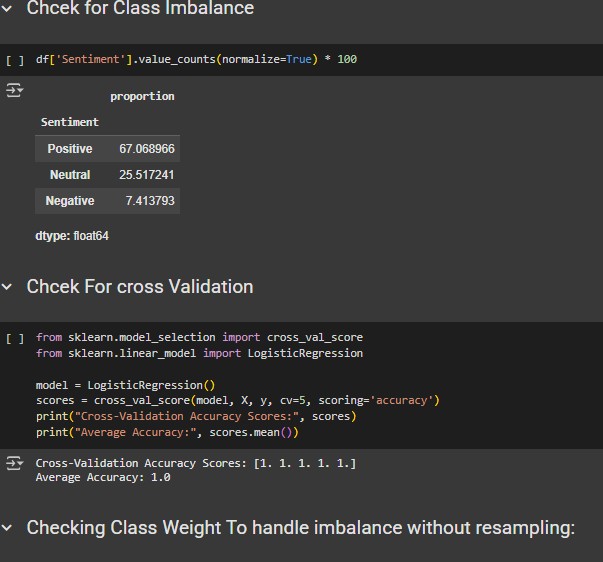 Chcek for Class Imbalance
[ ] df['Sentiment'].value_counts(normalize=True) * 100
proportion
Sentiment
Positive 67.068966
Neutral 25.517241
Negative 7.413793
dtype: float64
Chcek For cross Validation
[ ] from sklearn.model_selection import cross_val_score
from sklearn.linear_model import LogisticRegression
model = LogisticRegression()
scores = cross_val_score(model, X, y, cv=5, scoring='accuracy')
print("Cross-Validation Accuracy Scores:", scores)
print("Average Accuracy:", scores.mean())
Cross-Validation Accuracy Scores: [1. 1. 1. 1. 1.]
Average Accuracy: 1.0
Checking Class Weight To handle imbalance without resampling: